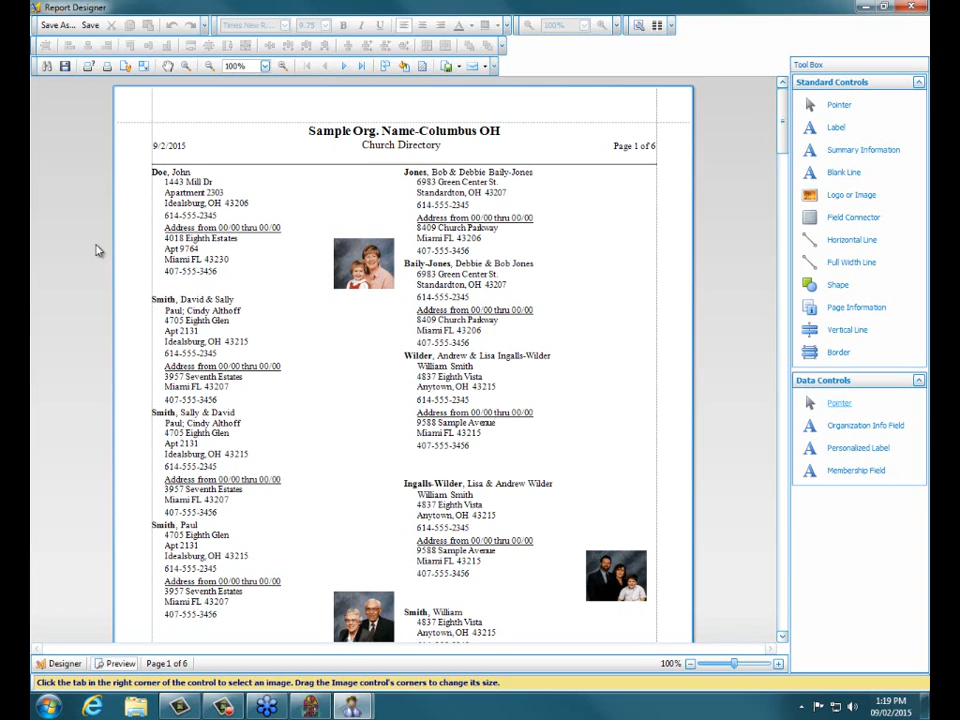 Report Designer
Save As... Save
Times New R... 9.75 B I U 100%
100%
Sample Org. Name-Columbus OH
9/2/2015 Church Directory Page 1 of 6
Doe, John
1443 Mill Dr
Apartment 2303
Idealsburg, OH 43206
614-555-2345
Address from 00/00 thru 00/00
4018 Eighth Estates
Apt 9764
Miami FL 43230
407-555-3456
Smith, David & Sally
Paul; Cindy Althoff
4705 Eighth Glen
Apt 2131
Idealsburg, OH 43215
614-555-2345
Address from 00/00 thru 00/00
3957 Seventh Estates
Miami FL 43207
407-555-3456
Smith, Sally & David
Paul; Cindy Althoff
4705 Eighth Glen
Apt 2131
Idealsburg, OH 43215
614-555-2345
Address from 00/00 thru 00/00
3957 Seventh Estates
Miami FL 43207
407-555-3456
Smith, Paul
4705 Eighth Glen
Apt 2131
Idealsburg, OH 43215
614-555-2345
Address from 00/00 thru 00/00
3957 Seventh Estates
Miami FL 43207
407-555-3456
Jones, Bob & Debbie Baily-Jones
6983 Green Center St.
Standardton, OH 43207
614-555-2345
Address from 00/00 thru 00/00
8409 Church Parkway
Miami FL 43206
407-555-3456
Baily-Jones, Debbie & Bob Jones
6983 Green Center St.
Standardton, OH 43207
614-555-2345
Address from 00/00 thru 00/00
8409 Church Parkway
Miami FL 43206
407-555-3456
Wilder, Andrew & Lisa Ingalls-Wilder
William Smith
4837 Eighth Vista
Anytown, OH 43215
614-555-2345
Address from 00/00 thru 00/00
9588 Sample Avenue
Miami FL 43215
407-555-3456
Ingalls-Wilder, Lisa & Andrew Wilder
William Smith
4837 Eighth Vista
Anytown, OH 43215
614-555-2345
Address from 00/00 thru 00/00
9588 Sample Avenue
Miami FL 43215
407-555-3456
Smith, William
4837 Eighth Vista
Anytown, OH 43215
Tool Box
Standard Controls
Pointer
Label
Summary Information
Blank Line
Logo or Image
Field Connector
Horizontal Line
Full Width Line
Shape
Page Information
Vertical Line
Border
Data Controls
Pointer
Organization Info Field
Personalized Label
Membership Field
Designer Preview Page 1 of 6 100%
Click the tab in the right corner of the control to select an image. Drag the Image control's corners to change its size.
1:19 PM
09/02/2015